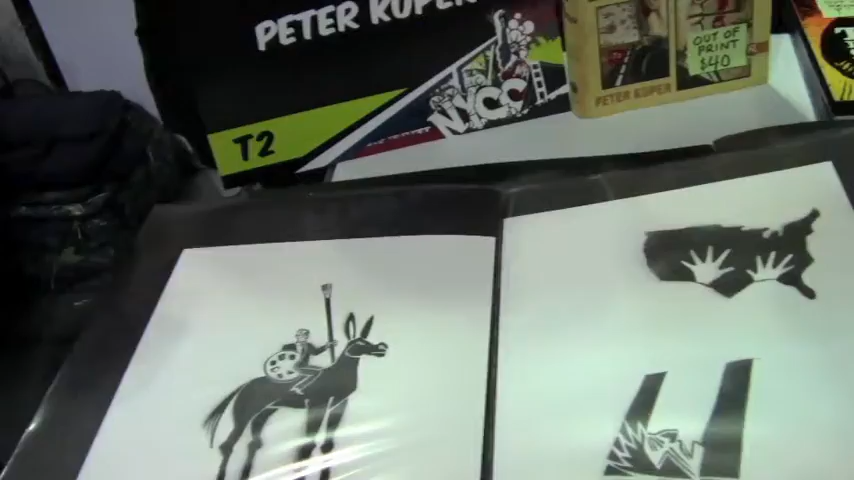 PETER KUPER
OUT OF
PRINT
$40
PETER KUPER
NYCC
T2